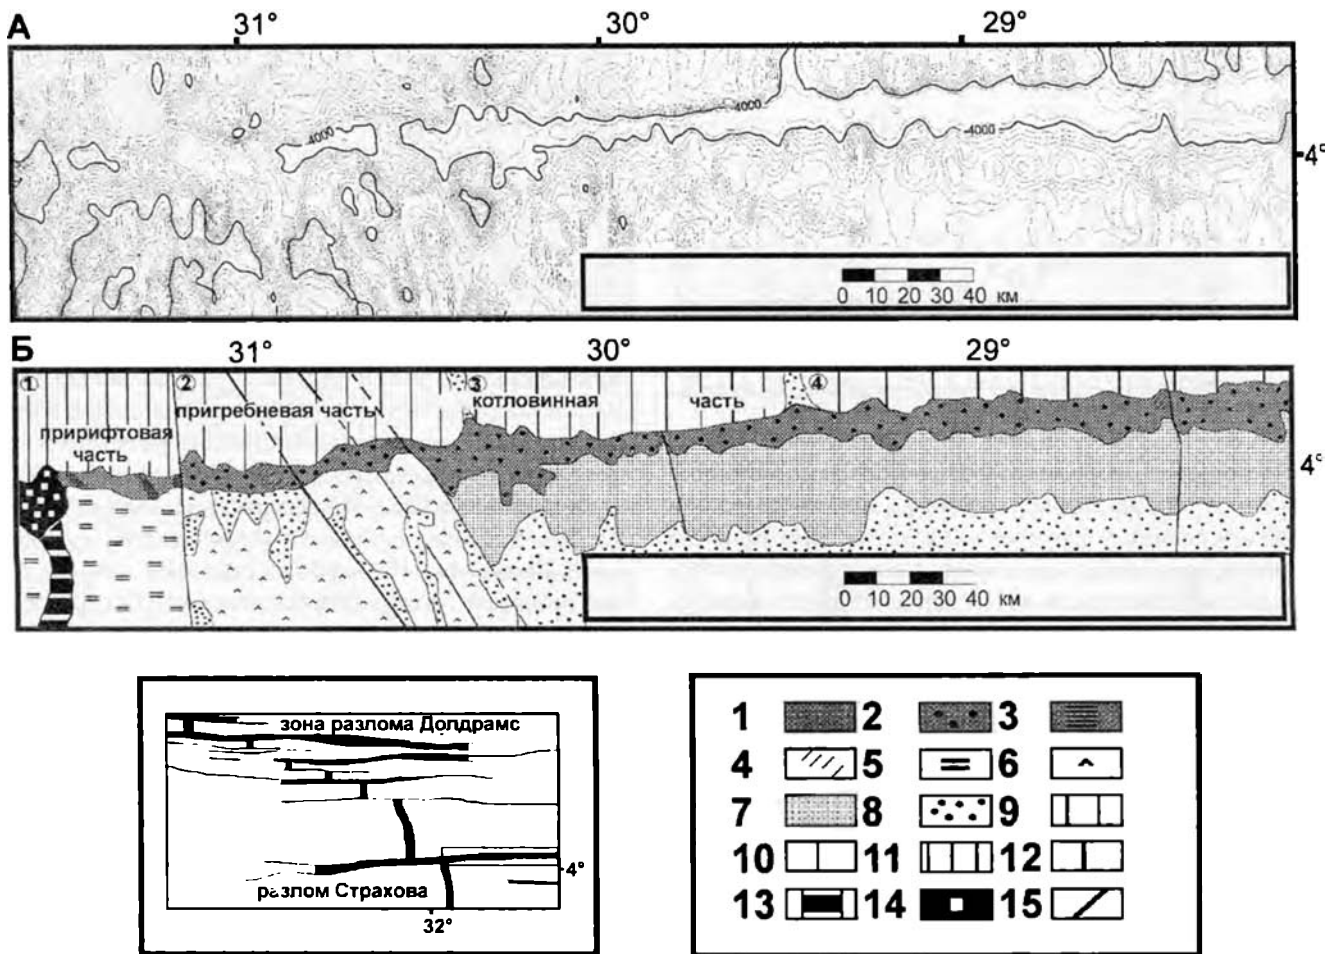 А
31° 30° 29°
-4000 -4000 -4000
4°
0 10 20 30 40 км
Б
31° 30° 29°
① ② ③ ④
пригребневая часть котловинная часть
пририфтовая
часть
4°
0 10 20 30 40 км
зона разлома Долдрамс
4°
разлом Страхова
32°
1 2 3
4 5 6
7 8 9
10 11 12
13 14 15